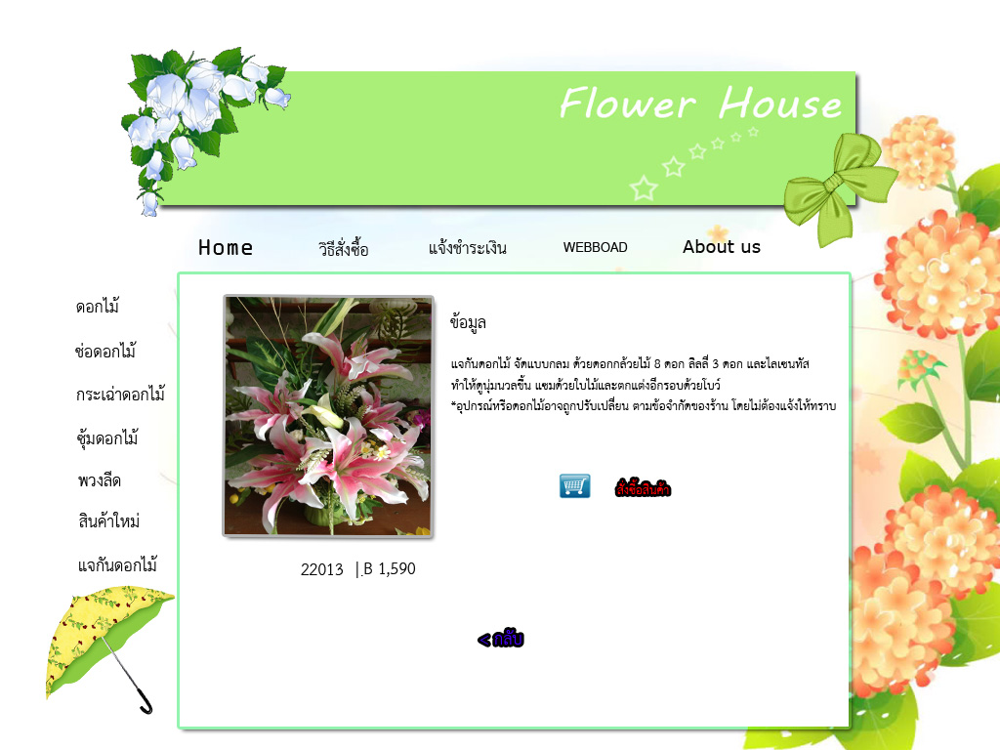 Flower House
Home วิธีสั่งซื้อ แจ้งชำระเงิน WEBBOAD About us
ดอกไม้
ช่อดอกไม้
กระเฉ่าดอกไม้
ซุ้มดอกไม้
พวงลีด
สินค้าใหม่
แจกันดอกไม้
ข้อมูล
แจกันดอกไม้ จัดแบบกลม ด้วยดอกกล้วยไม้ 8 ดอก ลิลลี่ 3 ดอก และไลเซนทัส
ทำให้ดูนุ่มนวลขึ้น แซมด้วยใบไม้และตกแต่งอีกรอบด้วยโบว์
*อุปกรณ์หรือดอกไม้อาจถูกปรับเปลี่ยน ตามข้อจำกัดของร้าน โดยไม่ต้องแจ้งให้ทราบ
สั่งซื้อสินค้า
22013 | ฺB 1,590
< กลับ